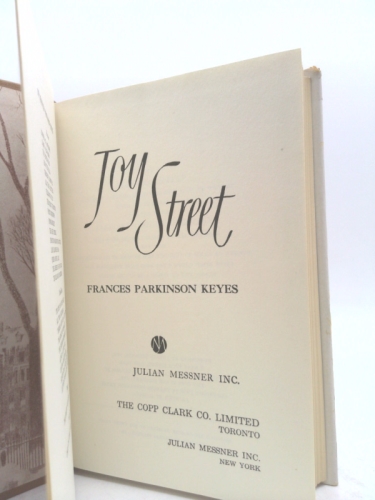 Joy
Street
FRANCES PARKINSON KEYES
JULIAN MESSNER INC.
THE COPP CLARK CO. LIMITED
TORONTO
JULIAN MESSNER INC.
NEW YORK